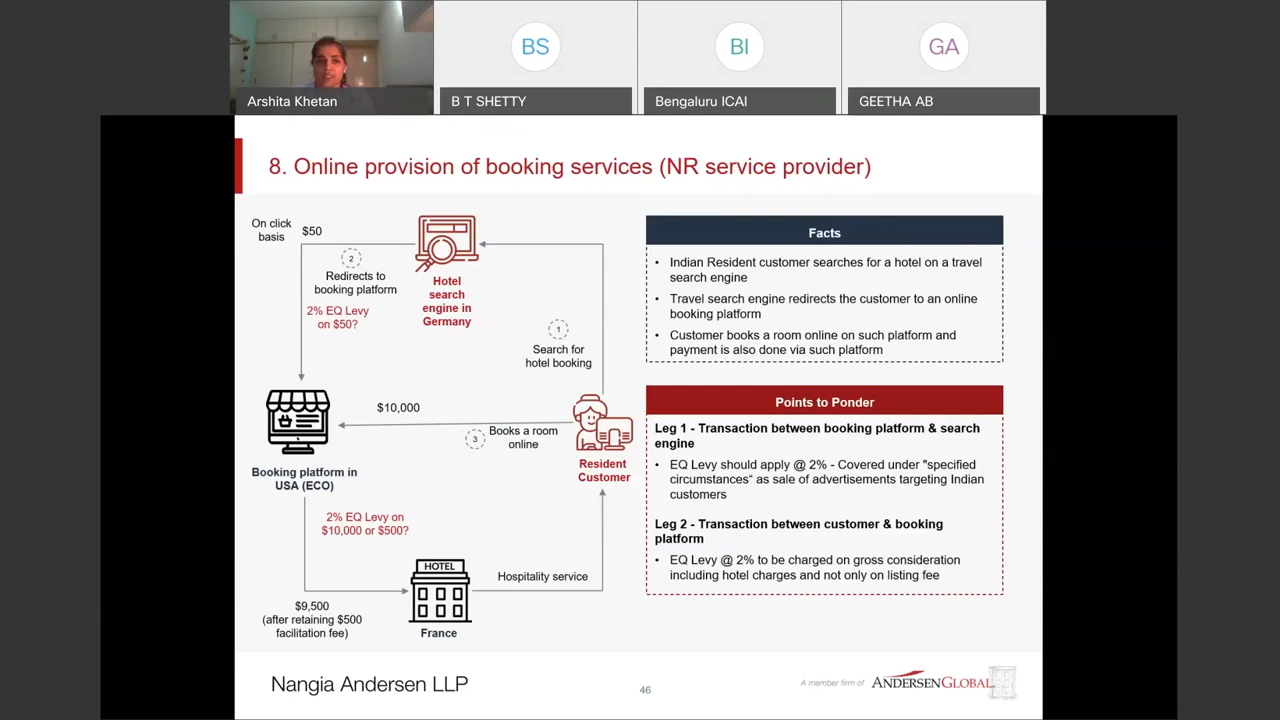 Arshita Khetan
BS
B T SHETTY
BI
Bengaluru ICAI
GA
GEETHA AB
8. Online provision of booking services (NR service provider)
On click
basis
$50
2
Redirects to
booking platform
2% EQ Levy
on $50?
Hotel
search
engine in
Germany
1
Search for
hotel booking
$10,000
3
Books a room
online
Booking platform in
USA (ECO)
Resident
Customer
2% EQ Levy on
$10,000 or $500?
HOTEL
Hospitality service
$9,500
(after retaining $500
facilitation fee)
France
Facts
• Indian Resident customer searches for a hotel on a travel
search engine
• Travel search engine redirects the customer to an online
booking platform
• Customer books a room online on such platform and
payment is also done via such platform
Points to Ponder
Leg 1 - Transaction between booking platform & search
engine
• EQ Levy should apply @ 2% - Covered under "specified
circumstances" as sale of advertisements targeting Indian
customers
Leg 2 - Transaction between customer & booking
platform
• EQ Levy @ 2% to be charged on gross consideration
including hotel charges and not only on listing fee
Nangia Andersen LLP
46
A member firm of
ANDERSEN GLOBAL